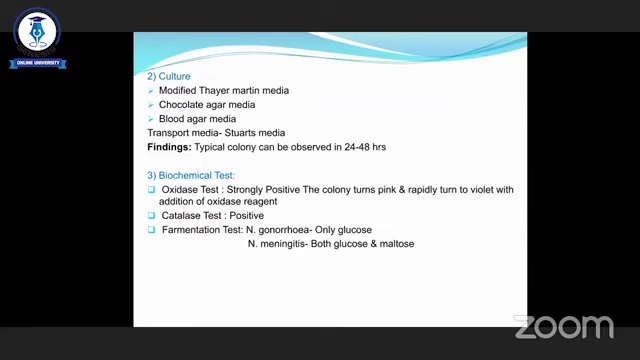 ONLINE UNIVERSITY
2) Culture
Modified Thayer martin media
Chocolate agar media
Blood agar media
Transport media- Stuarts media
Findings: Typical colony can be observed in 24-48 hrs
3) Biochemical Test:
Oxidase Test : Strongly Positive The colony turns pink & rapidly turn to violet with
addition of oxidase reagent
Catalase Test : Positive
Farmentation Test: N. gonorrhoea- Only glucose
N. meningitis- Both glucose & maltose
zoom